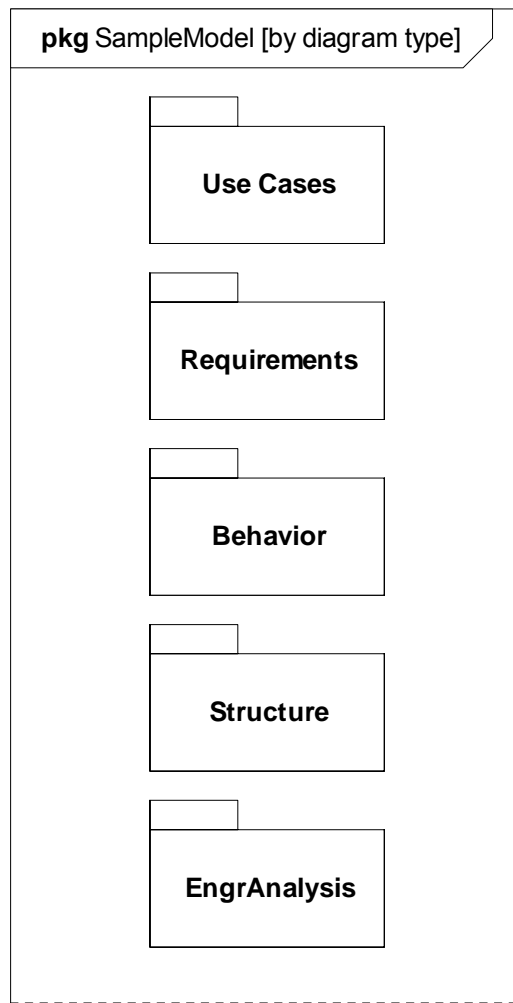 pkg SampleModel [by diagram type]
Use Cases
Requirements
Behavior
Structure
EngrAnalysis